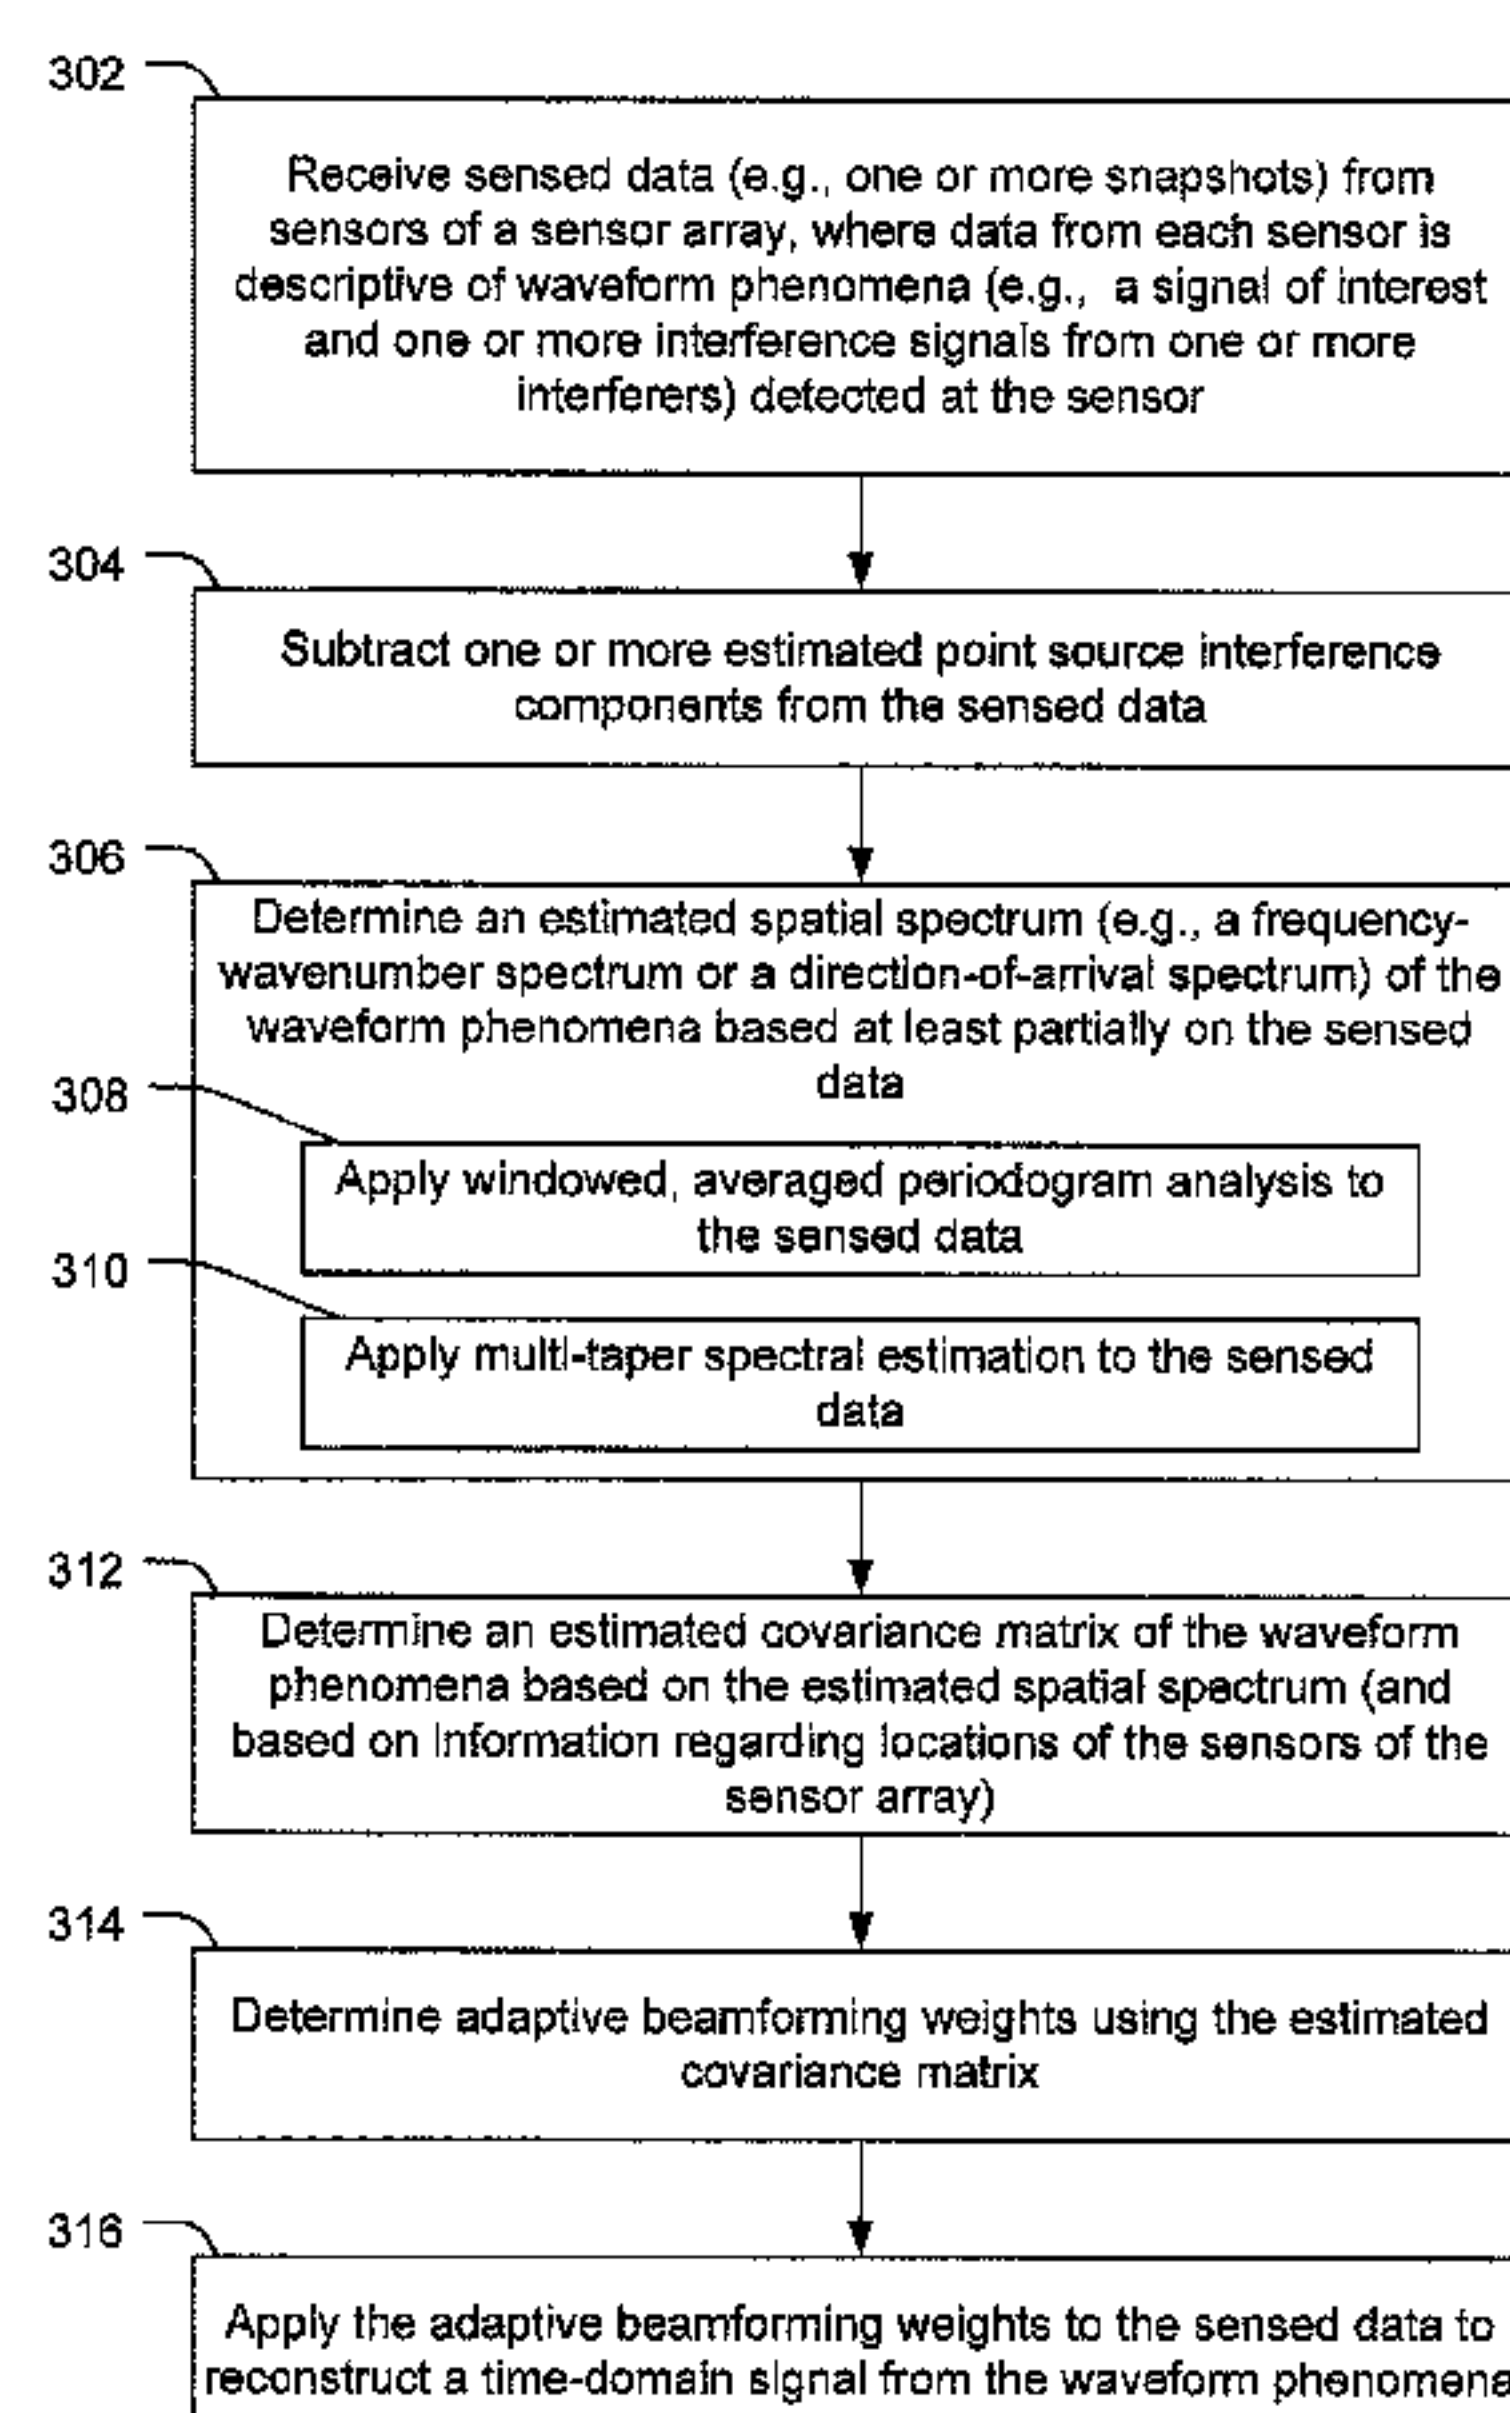 302
Receive sensed data (e.g., one or more snapshots) from
sensors of a sensor array, where data from each sensor is
descriptive of waveform phenomena (e.g., a signal of interest
and one or more interference signals from one or more
interferers) detected at the sensor
304
Subtract one or more estimated point source interference
components from the sensed data
306
Determine an estimated spatial spectrum (e.g., a frequency-
wavenumber spectrum or a direction-of-arrival spectrum) of the
waveform phenomena based at least partially on the sensed
data
308
Apply windowed, averaged periodogram analysis to
the sensed data
310
Apply multi-taper spectral estimation to the sensed
data
312
Determine an estimated covariance matrix of the waveform
phenomena based on the estimated spatial spectrum (and
based on Information regarding locations of the sensors of the
sensor array)
314
Determine adaptive beamforming weights using the estimated
covariance matrix
316
Apply the adaptive beamforming weights to the sensed data to
reconstruct a time-domain signal from the waveform phenomena